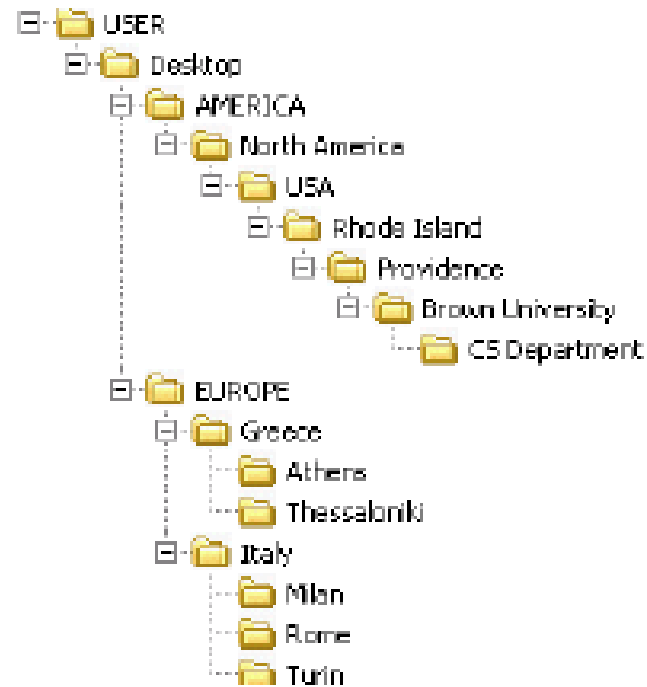 USER
Desktop
AMERICA
North America
USA
Rhode Island
Providence
Brown University
CS Department
EUROPE
Greece
Athens
Thessaloniki
Italy
Milan
Rome
Turin